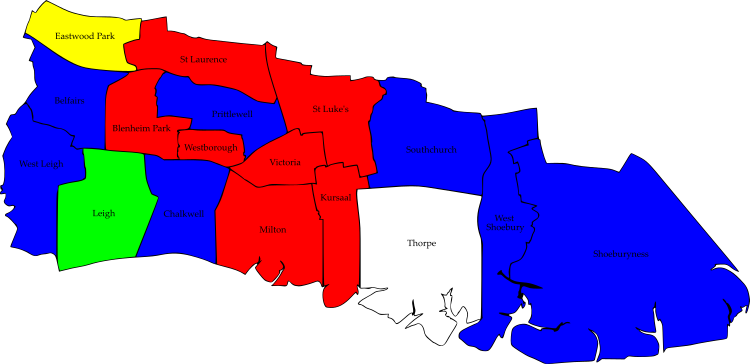 Eastwood Park
St Laurence
Belfairs
Prittlewell
St Luke's
Blenheim Park
Westborough
Southchurch
West Leigh
Victoria
Kursaal
Leigh
Chalkwell
Milton
Thorpe
West
Shoebury
Shoeburyness